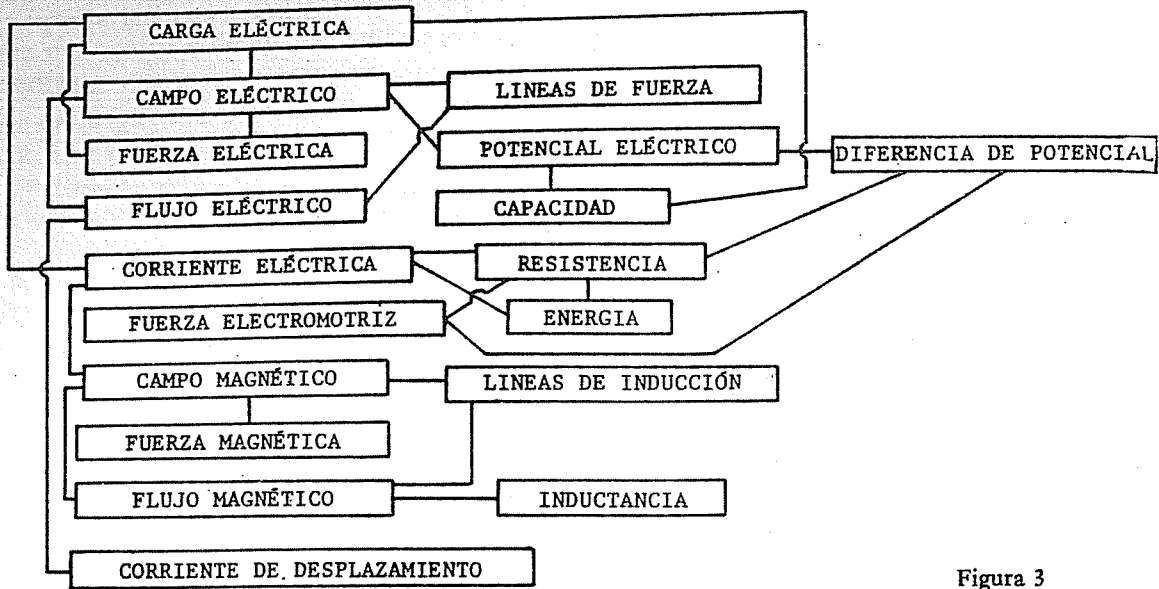 CARGA ELÉCTRICA
CAMPO ELÉCTRICO
LINEAS DE FUERZA
FUERZA ELÉCTRICA
POTENCIAL ELÉCTRICO
DIFERENCIA DE POTENCIAL
FLUJO ELÉCTRICO
CAPACIDAD
CORRIENTE ELÉCTRICA
RESISTENCIA
FUERZA ELECTROMOTRIZ
ENERGIA
CAMPO MAGNÉTICO
LINEAS DE INDUCCIÓN
FUERZA MAGNÉTICA
FLUJO MAGNÉTICO
INDUCTANCIA
CORRIENTE DE DESPLAZAMIENTO
Figura 3